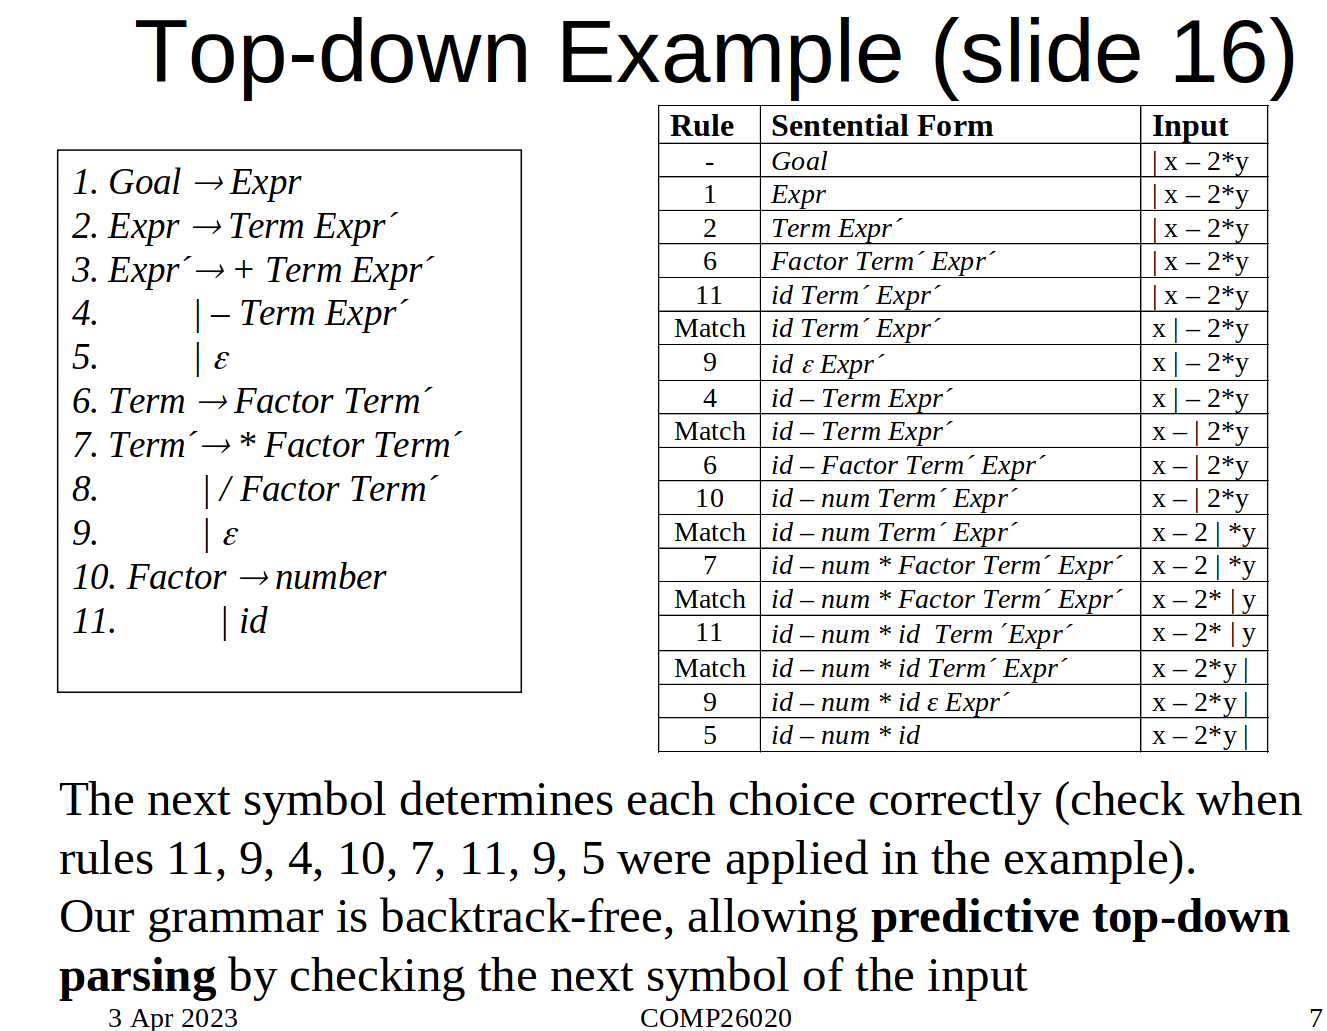 Top-down Example (slide 16)
1. Goal → Expr
2. Expr → Term Expr´
3. Expr´→ + Term Expr´
4. | – Term Expr´
5. | ε
6. Term → Factor Term´
7. Term´→ * Factor Term´
8. | / Factor Term´
9. | ε
10. Factor → number
11. | id
Rule Sentential Form Input
- Goal | x – 2*y
1 Expr | x – 2*y
2 Term Expr´ | x – 2*y
6 Factor Term´ Expr´ | x – 2*y
11 id Term´ Expr´ | x – 2*y
Match id Term´ Expr´ x | – 2*y
9 id ε Expr´ x | – 2*y
4 id – Term Expr´ x | – 2*y
Match id – Term Expr´ x – | 2*y
6 id – Factor Term´ Expr´ x – | 2*y
10 id – num Term´ Expr´ x – | 2*y
Match id – num Term´ Expr´ x – 2 | *y
7 id – num * Factor Term´ Expr´ x – 2 | *y
Match id – num * Factor Term´ Expr´ x – 2* | y
11 id – num * id Term ´Expr´ x – 2* | y
Match id – num * id Term´ Expr´ x – 2*y |
9 id – num * id ε Expr´ x – 2*y |
5 id – num * id x – 2*y |
The next symbol determines each choice correctly (check when
rules 11, 9, 4, 10, 7, 11, 9, 5 were applied in the example).
Our grammar is backtrack-free, allowing predictive top-down
parsing by checking the next symbol of the input
3 Apr 2023 COMP26020 7